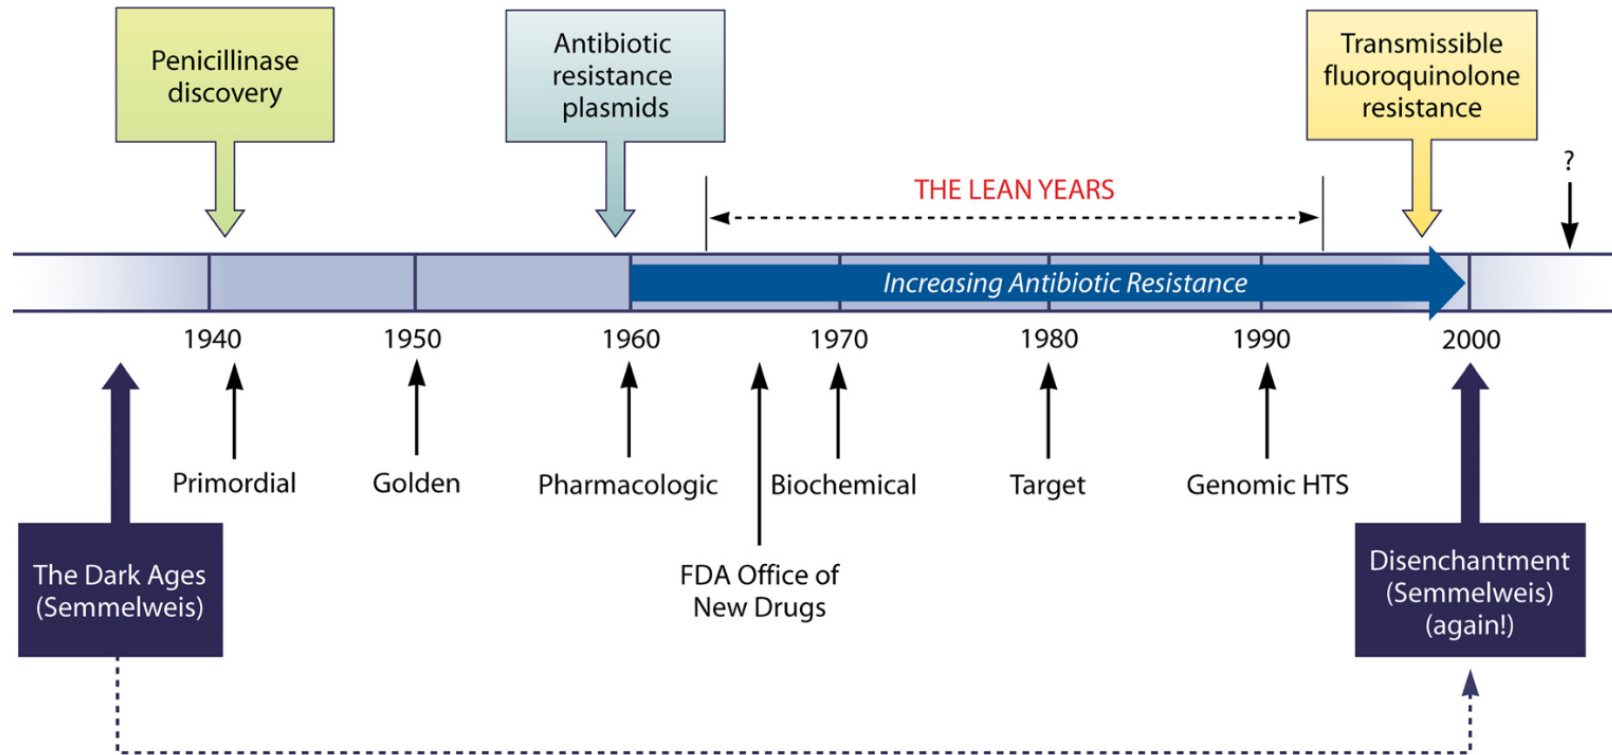 Penicillinase
discovery
Antibiotic
resistance
plasmids
Transmissible
fluoroquinolone
resistance
?
THE LEAN YEARS
Increasing Antibiotic Resistance
1940
1950
1960
1970
1980
1990
2000
Primordial
Golden
Pharmacologic
Biochemical
Target
Genomic HTS
FDA Office of
New Drugs
The Dark Ages
(Semmelweis)
Disenchantment
(Semmelweis)
(again!)